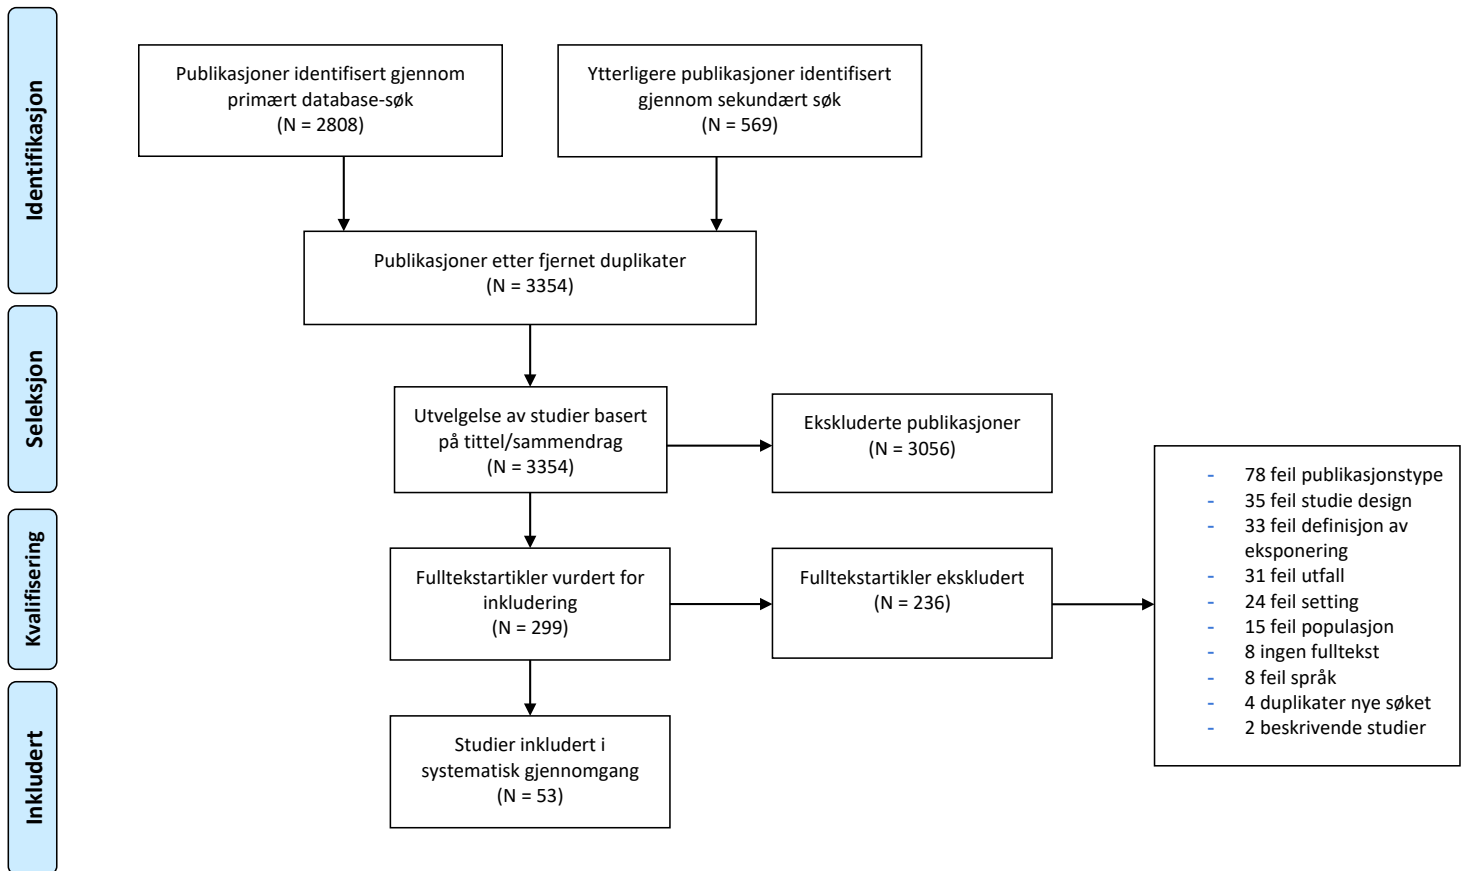 Identifikasjon
Publikasjoner identifisert gjennom
primært database-søk
(N = 2808)
Ytterligere publikasjoner identifisert
gjennom sekundært søk
(N = 569)
Publikasjoner etter fjernet duplikater
(N = 3354)
Seleksjon
Utvelgelse av studier basert
på tittel/sammendrag
(N = 3354)
Ekskluderte publikasjoner
(N = 3056)
Kvalifisering
Fulltekstartikler vurdert for
inkludering
(N = 299)
Fulltekstartikler ekskludert
(N = 236)
- 78 feil publikasjonstype
- 35 feil studie design
- 33 feil definisjon av
eksponering
- 31 feil utfall
- 24 feil setting
- 15 feil populasjon
- 8 ingen fulltekst
- 8 feil språk
- 4 duplikater nye søket
- 2 beskrivende studier
Inkludert
Studier inkludert i
systematisk gjennomgang
(N = 53)